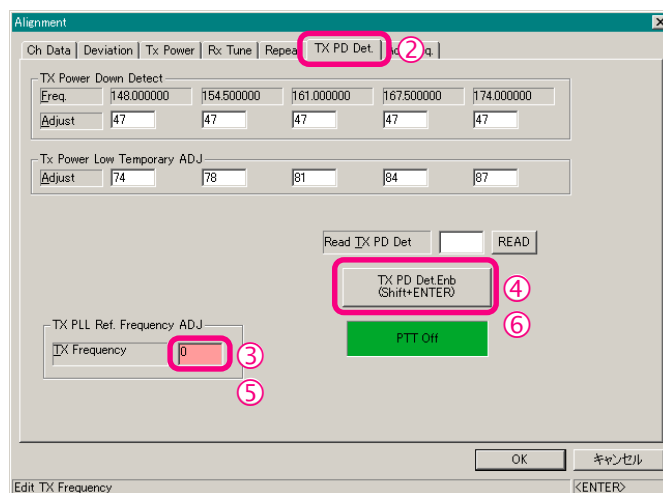 Alignment
Ch Data Deviation Tx Power Rx Tune Repea TX PD Det. ②
TX Power Down Detect
Freq. 148.000000 154.500000 161.000000 167.500000 174.000000
Adjust 47 47 47 47 47
Tx Power Low Temporary ADJ
Adjust 74 78 81 84 87
Read TX PD Det READ
TX PD Det.Enb
(Shift+ENTER)
④
PTT Off
⑥
TX PLL Ref. Frequency ADJ
TX Frequency 0
③
⑤
OK キャンセル
Edit TX Frequency <ENTER>